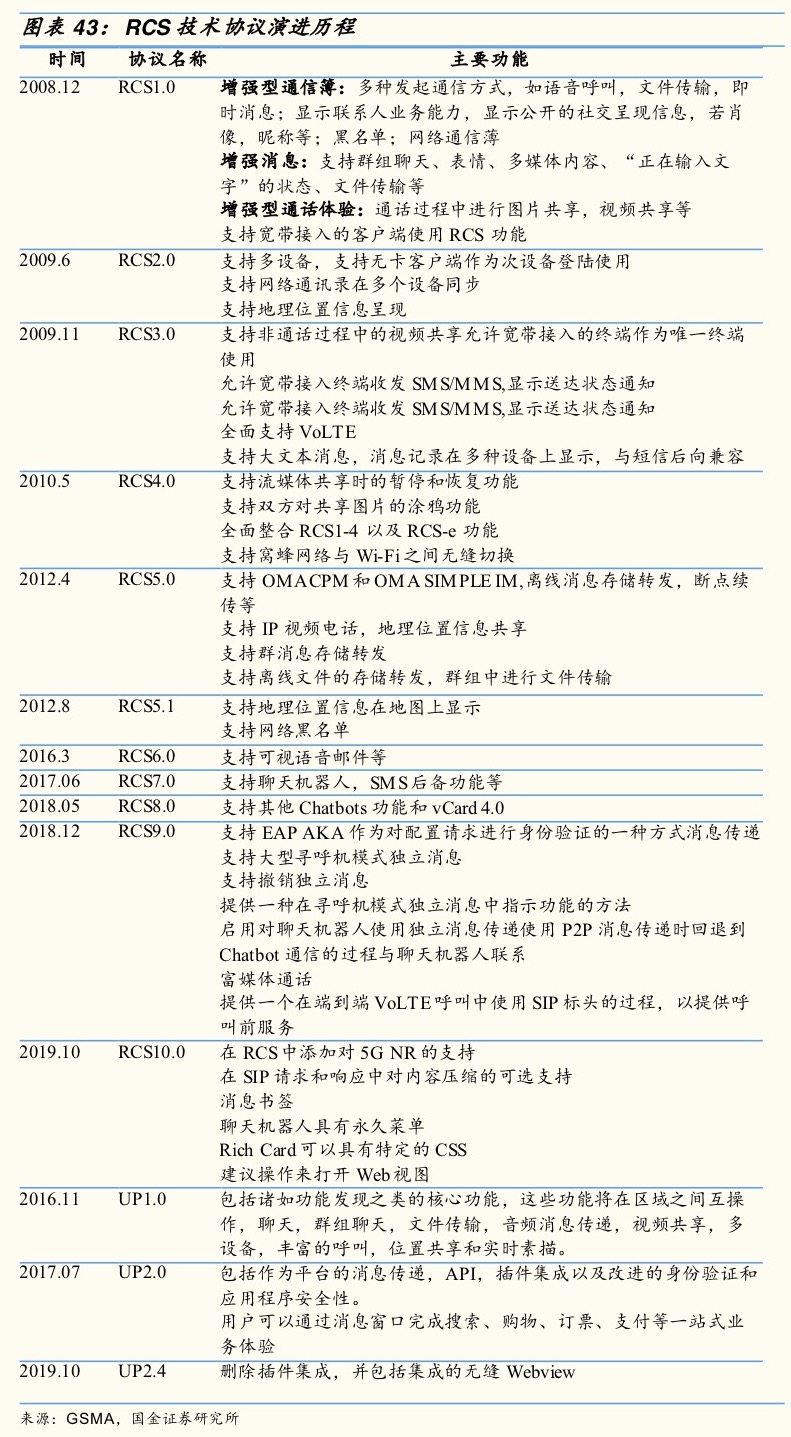 图表 43： RCS 技术协议演进历程
时间 协议名称 主要功能
2008.12 RCS1.0 增强型通信簿：多种发起通信方式，如语音呼叫，文件传输，即
时消息；显示联系人业务能力，显示公开的社交呈现信息，若肖
像，昵称等；黑名单；网络通信薄
增强消息：支持群组聊天、表情、多媒体内容、“正在输入文
字”的状态、文件传输等
增强型通话体验：通话过程中进行图片共享，视频共享等
支持宽带接入的客户端使用 RCS 功能
2009.6 RCS2.0 支持多设备，支持无卡客户端作为次设备登陆使用
支持网络通讯录在多个设备同步
支持地理位置信息呈现
2009.11 RCS3.0 支持非通话过程中的视频共享允许宽带接入的终端作为唯一终端
使用
允许宽带接入终端收发 SMS/MMS,显示送达状态通知
允许宽带接入终端收发 SMS/MMS,显示送达状态通知
全面支持 VoLTE
支持大文本消息，消息记录在多种设备上显示，与短信后向兼容
2010.5 RCS4.0 支持流媒体共享时的暂停和恢复功能
支持双方对共享图片的涂鸦功能
全面整合 RCS1-4 以及 RCS-e 功能
支持窝蜂网络与 Wi-Fi 之间无缝切换
2012.4 RCS5.0 支持 OMACPM 和 OMA SIMPLE IM,离线消息存储转发，断点续
传等
支持 IP 视频电话，地理位置信息共享
支持群消息存储转发
支持离线文件的存储转发，群组中进行文件传输
2012.8 RCS5.1 支持地理位置信息在地图上显示
支持网络黑名单
2016.3 RCS6.0 支持可视语音邮件等
2017.06 RCS7.0 支持聊天机器人，SMS 后备功能等
2018.05 RCS8.0 支持其他 Chatbots 功能和 vCard 4.0
2018.12 RCS9.0 支持 EAP AKA 作为对配置请求进行身份验证的一种方式消息传递
支持大型寻呼机模式独立消息
支持撤销独立消息
提供一种在寻呼机模式独立消息中指示功能的方法
启用对聊天机器人使用独立消息传递使用 P2P 消息传递时回退到
Chatbot 通信的过程与聊天机器人联系
富媒体通话
提供一个在端到端 VoLTE 呼叫中使用 SIP 标头的过程，以提供呼
叫前服务
2019.10 RCS10.0 在 RCS 中添加对 5G NR 的支持
在 SIP 请求和响应中对内容压缩的可选支持
消息书签
聊天机器人具有永久菜单
Rich Card 可以具有特定的 CSS
建议操作来打开 Web 视图
2016.11 UP1.0 包括诸如功能发现之类的核心功能，这些功能将在区域之间互操
作，聊天，群组聊天，文件传输，音频消息传递，视频共享，多
设备，丰富的呼叫，位置共享和实时素描。
2017.07 UP2.0 包括作为平台的消息传递，API，插件集成以及改进的身份验证和
应用程序安全性。
用户可以通过消息窗口完成搜索、购物、订票、支付等一站式业
务体验
2019.10 UP2.4 删除插件集成，并包括集成的无缝 Webview
来源：GSMA，国金证券研究所